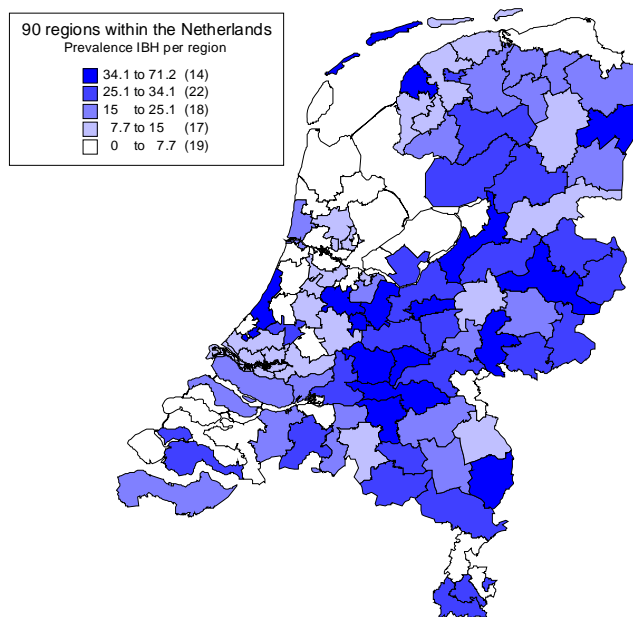 90 regions within the Netherlands
Prevalence IBH per region
34.1 to 71.2 (14)
25.1 to 34.1 (22)
15 to 25.1 (18)
7.7 to 15 (17)
0 to 7.7 (19)